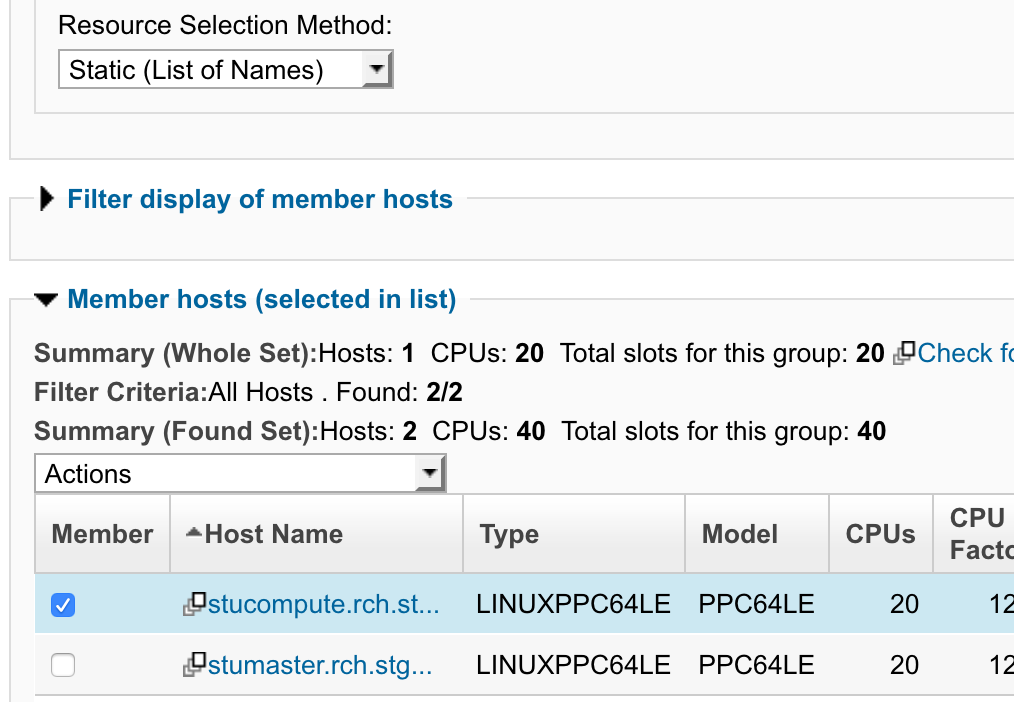 Resource Selection Method:
Static (List of Names)
Filter display of member hosts
Member hosts (selected in list)
Summary (Whole Set):Hosts: 1 CPUs: 20 Total slots for this group: 20 Check fo
Filter Criteria:All Hosts . Found: 2/2
Summary (Found Set):Hosts: 2 CPUs: 40 Total slots for this group: 40
Actions
Member Host Name Type Model CPUs CPU Facto
stucompute.rch.st... LINUXPPC64LE PPC64LE 20 12
stumaster.rch.stg... LINUXPPC64LE PPC64LE 20 12